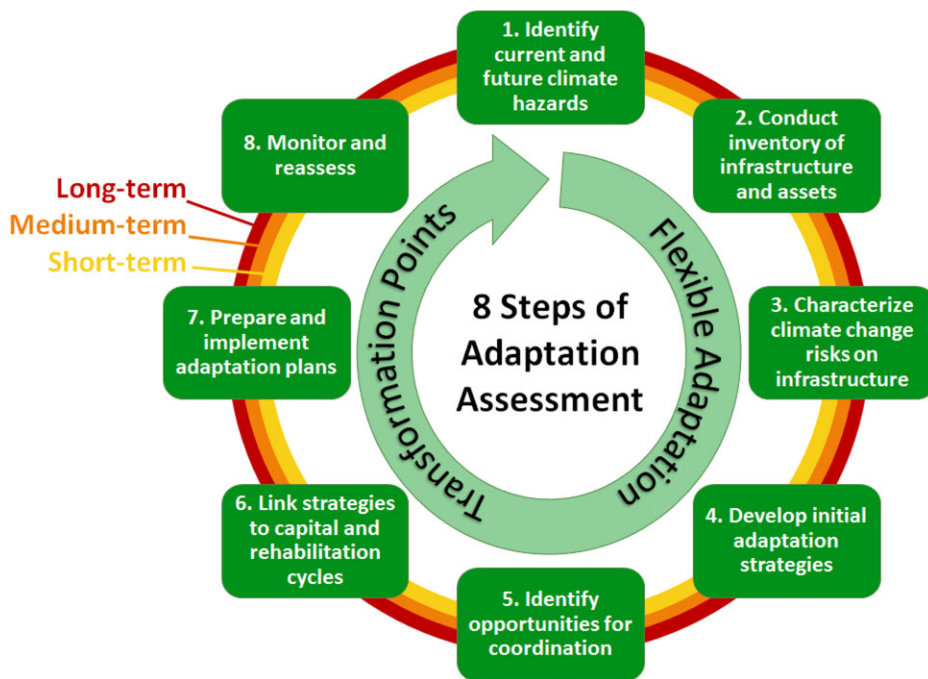 1. Identify
current and
future climate
hazards
2. Conduct
inventory of
infrastructure
and assets
3. Characterize
climate change
risks on
infrastructure
4. Develop initial
adaptation
strategies
5. Identify
opportunities for
coordination
6. Link strategies
to capital and
rehabilitation
cycles
7. Prepare and
implement
adaptation plans
8. Monitor and
reassess
Long-term
Medium-term
Short-term
Transformation Points
Flexible Adaptation
8 Steps of
Adaptation
Assessment